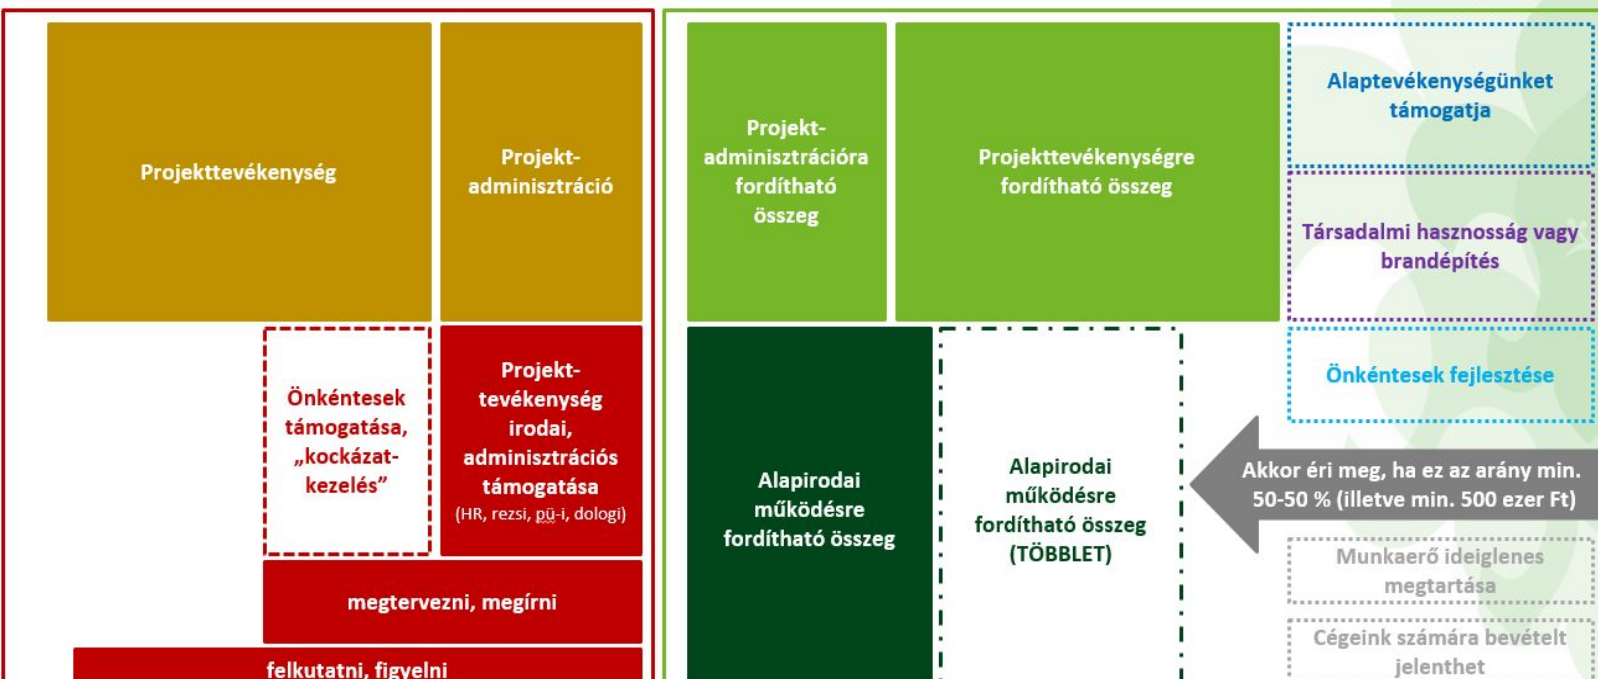 Projekttevékenység
Projekt-
adminisztráció
Önkéntesek
támogatása,
„kockázat-
kezelés”
Projekt-
tevékenység
irodai,
adminisztrációs
támogatása
(HR, rezsi, pü-i, dologi)
megtervezni, megírni
felkutatni, figyelni
Projekt-
adminisztrációra
fordítható
összeg
Projekttevékenységre
fordítható összeg
Alapirodai
működésre
fordítható összeg
Alapirodai
működésre
fordítható összeg
(TÖBBLET)
Alaptevékenységünket
támogatja
Társadalmi hasznosság vagy
brandépítés
Önkéntesek fejlesztése
Akkor éri meg, ha ez az arány min.
50-50 % (illetve min. 500 ezer Ft)
Munkaerő ideiglenes
megtartása
Cégeink számára bevételt
jelenthet